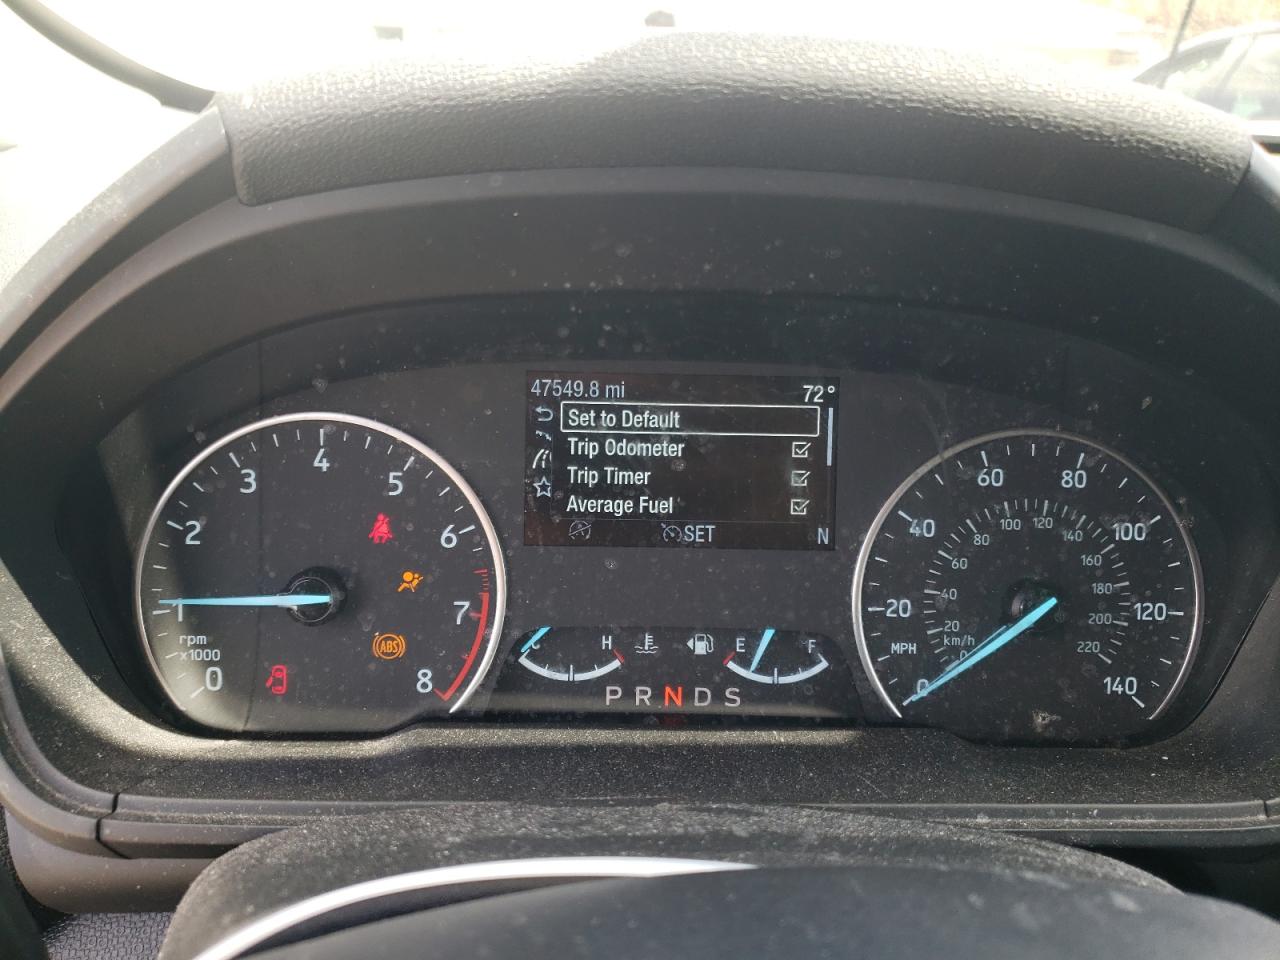 47549.8 mi 72°
Set to Default
Trip Odometer
Trip Timer
Average Fuel
SET N
0 1 2 3 4 5 6 7 8
rpm
x1000
ABS
C H E F
P R N D S
0 20 40 60 80 100 120 140
MPH
0 20 40 60 80 100 120 140 160 180 200 220
km/h